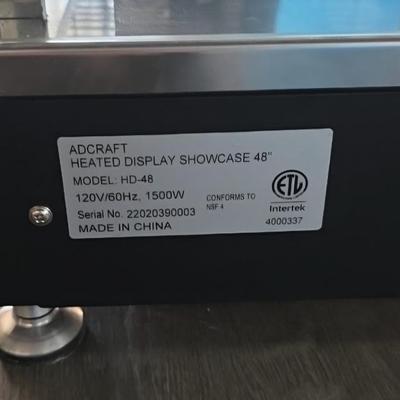 ADCRAFT
HEATED DISPLAY SHOWCASE 48"
MODEL: HD-48
120V/60Hz, 1500W
Serial No. 22020390003
MADE IN CHINA
CONFORMS TO
NSF 4
ETL
Intertek
4000337